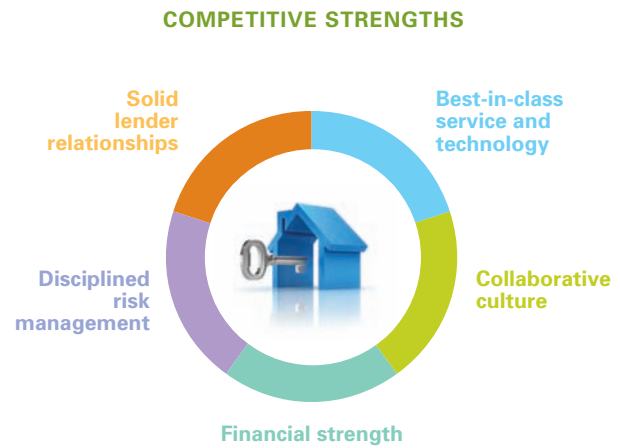 COMPETITIVE STRENGTHS
Solid
lender
relationships
Best-in-class
service and
technology
Disciplined
risk
management
Collaborative
culture
Financial strength